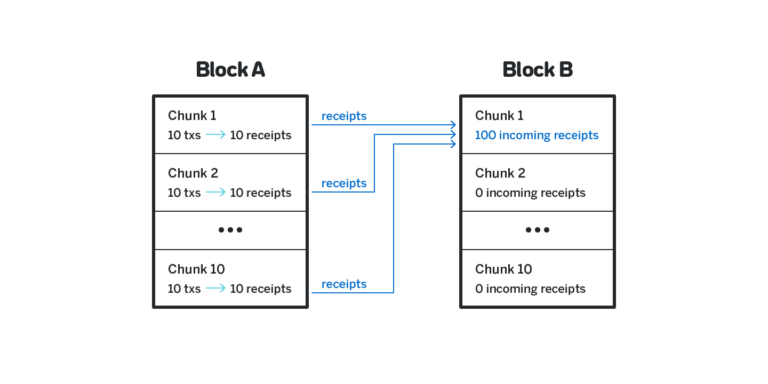 Block A
Chunk 1
10 txs → 10 receipts
Chunk 2
10 txs → 10 receipts
•••
Chunk 10
10 txs → 10 receipts
receipts
receipts
receipts
Block B
Chunk 1
100 incoming receipts
Chunk 2
0 incoming receipts
•••
Chunk 10
0 incoming receipts